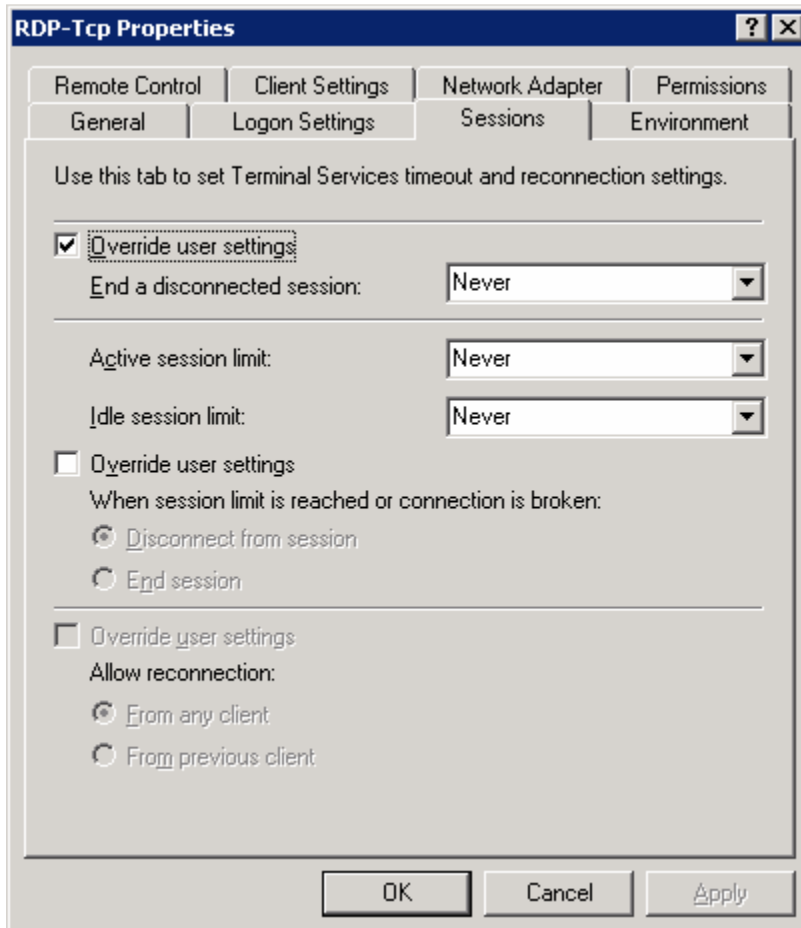 RDP-Tcp Properties
Remote Control Client Settings Network Adapter Permissions
General Logon Settings Sessions Environment
Use this tab to set Terminal Services timeout and reconnection settings.
Override user settings
End a disconnected session: Never
Active session limit: Never
Idle session limit: Never
Override user settings
When session limit is reached or connection is broken:
Disconnect from session
End session
Override user settings
Allow reconnection:
From any client
From previous client
OK Cancel Apply